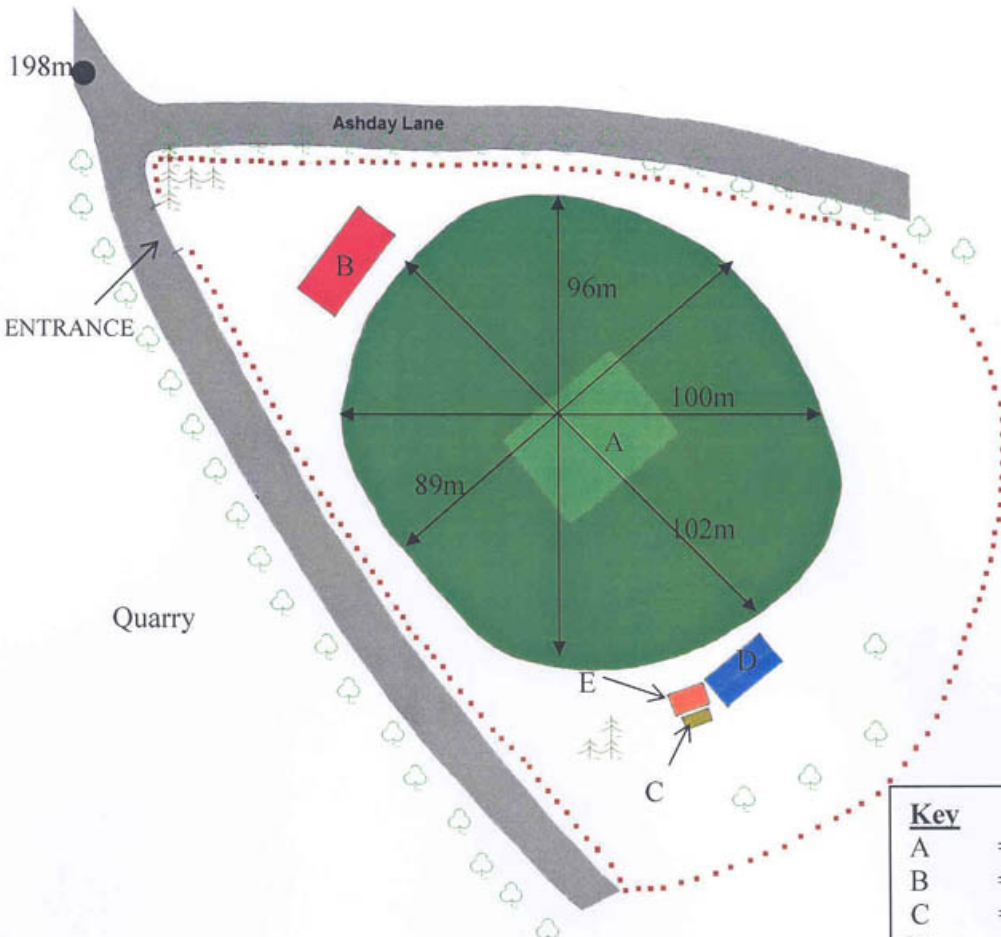 198m
Ashday Lane
B
96m
ENTRANCE
100m
A
89m
102m
Quarry
D
E
C
Key
A =
B =
C =